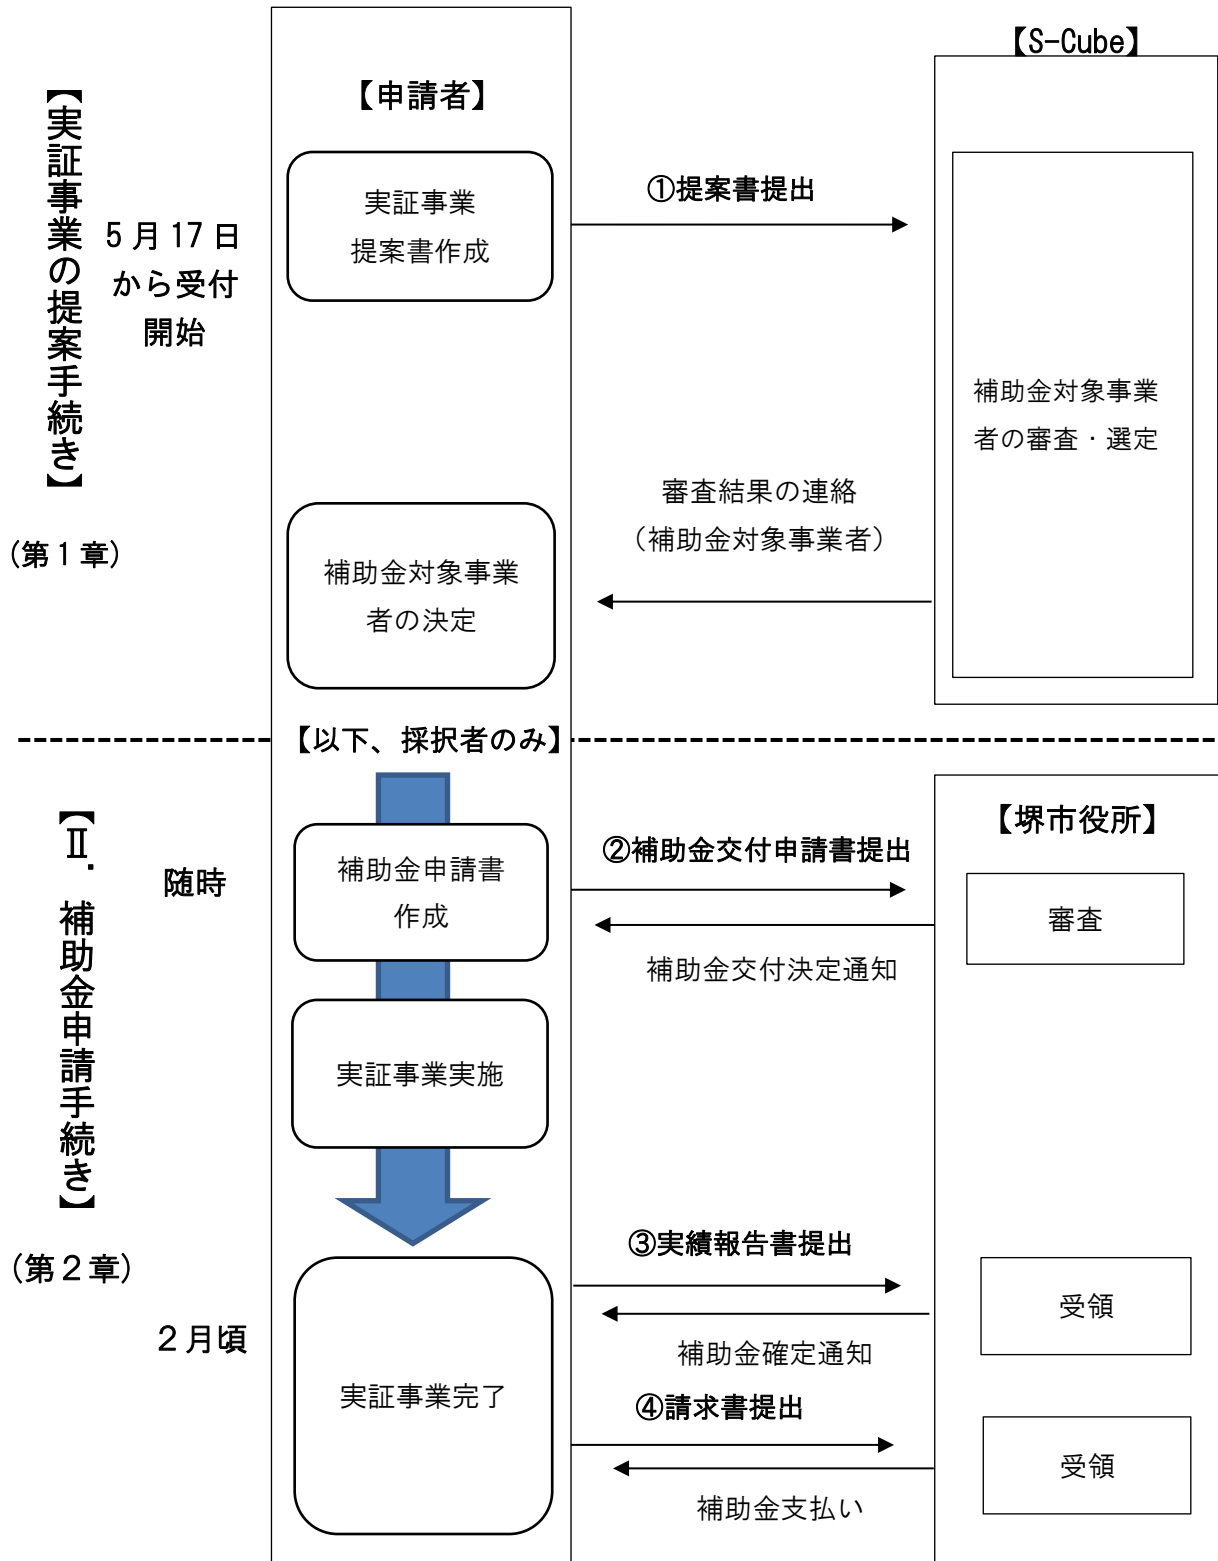 【S-Cube】
【申請者】
【実証事業の提案手続き】
(第１章)
５月17日
から受付
開始
実証事業
提案書作成
①提案書提出
補助金対象事業
者の審査・選定
審査結果の連絡
（補助金対象事業者）
補助金対象事業
者の決定
【以下、採択者のみ】
【Ⅱ．補助金申請手続き】
(第２章)
随時
【堺市役所】
補助金申請書
作成
②補助金交付申請書提出
審査
補助金交付決定通知
実証事業実施
２月頃
③実績報告書提出
受領
補助金確定通知
実証事業完了
④請求書提出
受領
補助金支払い